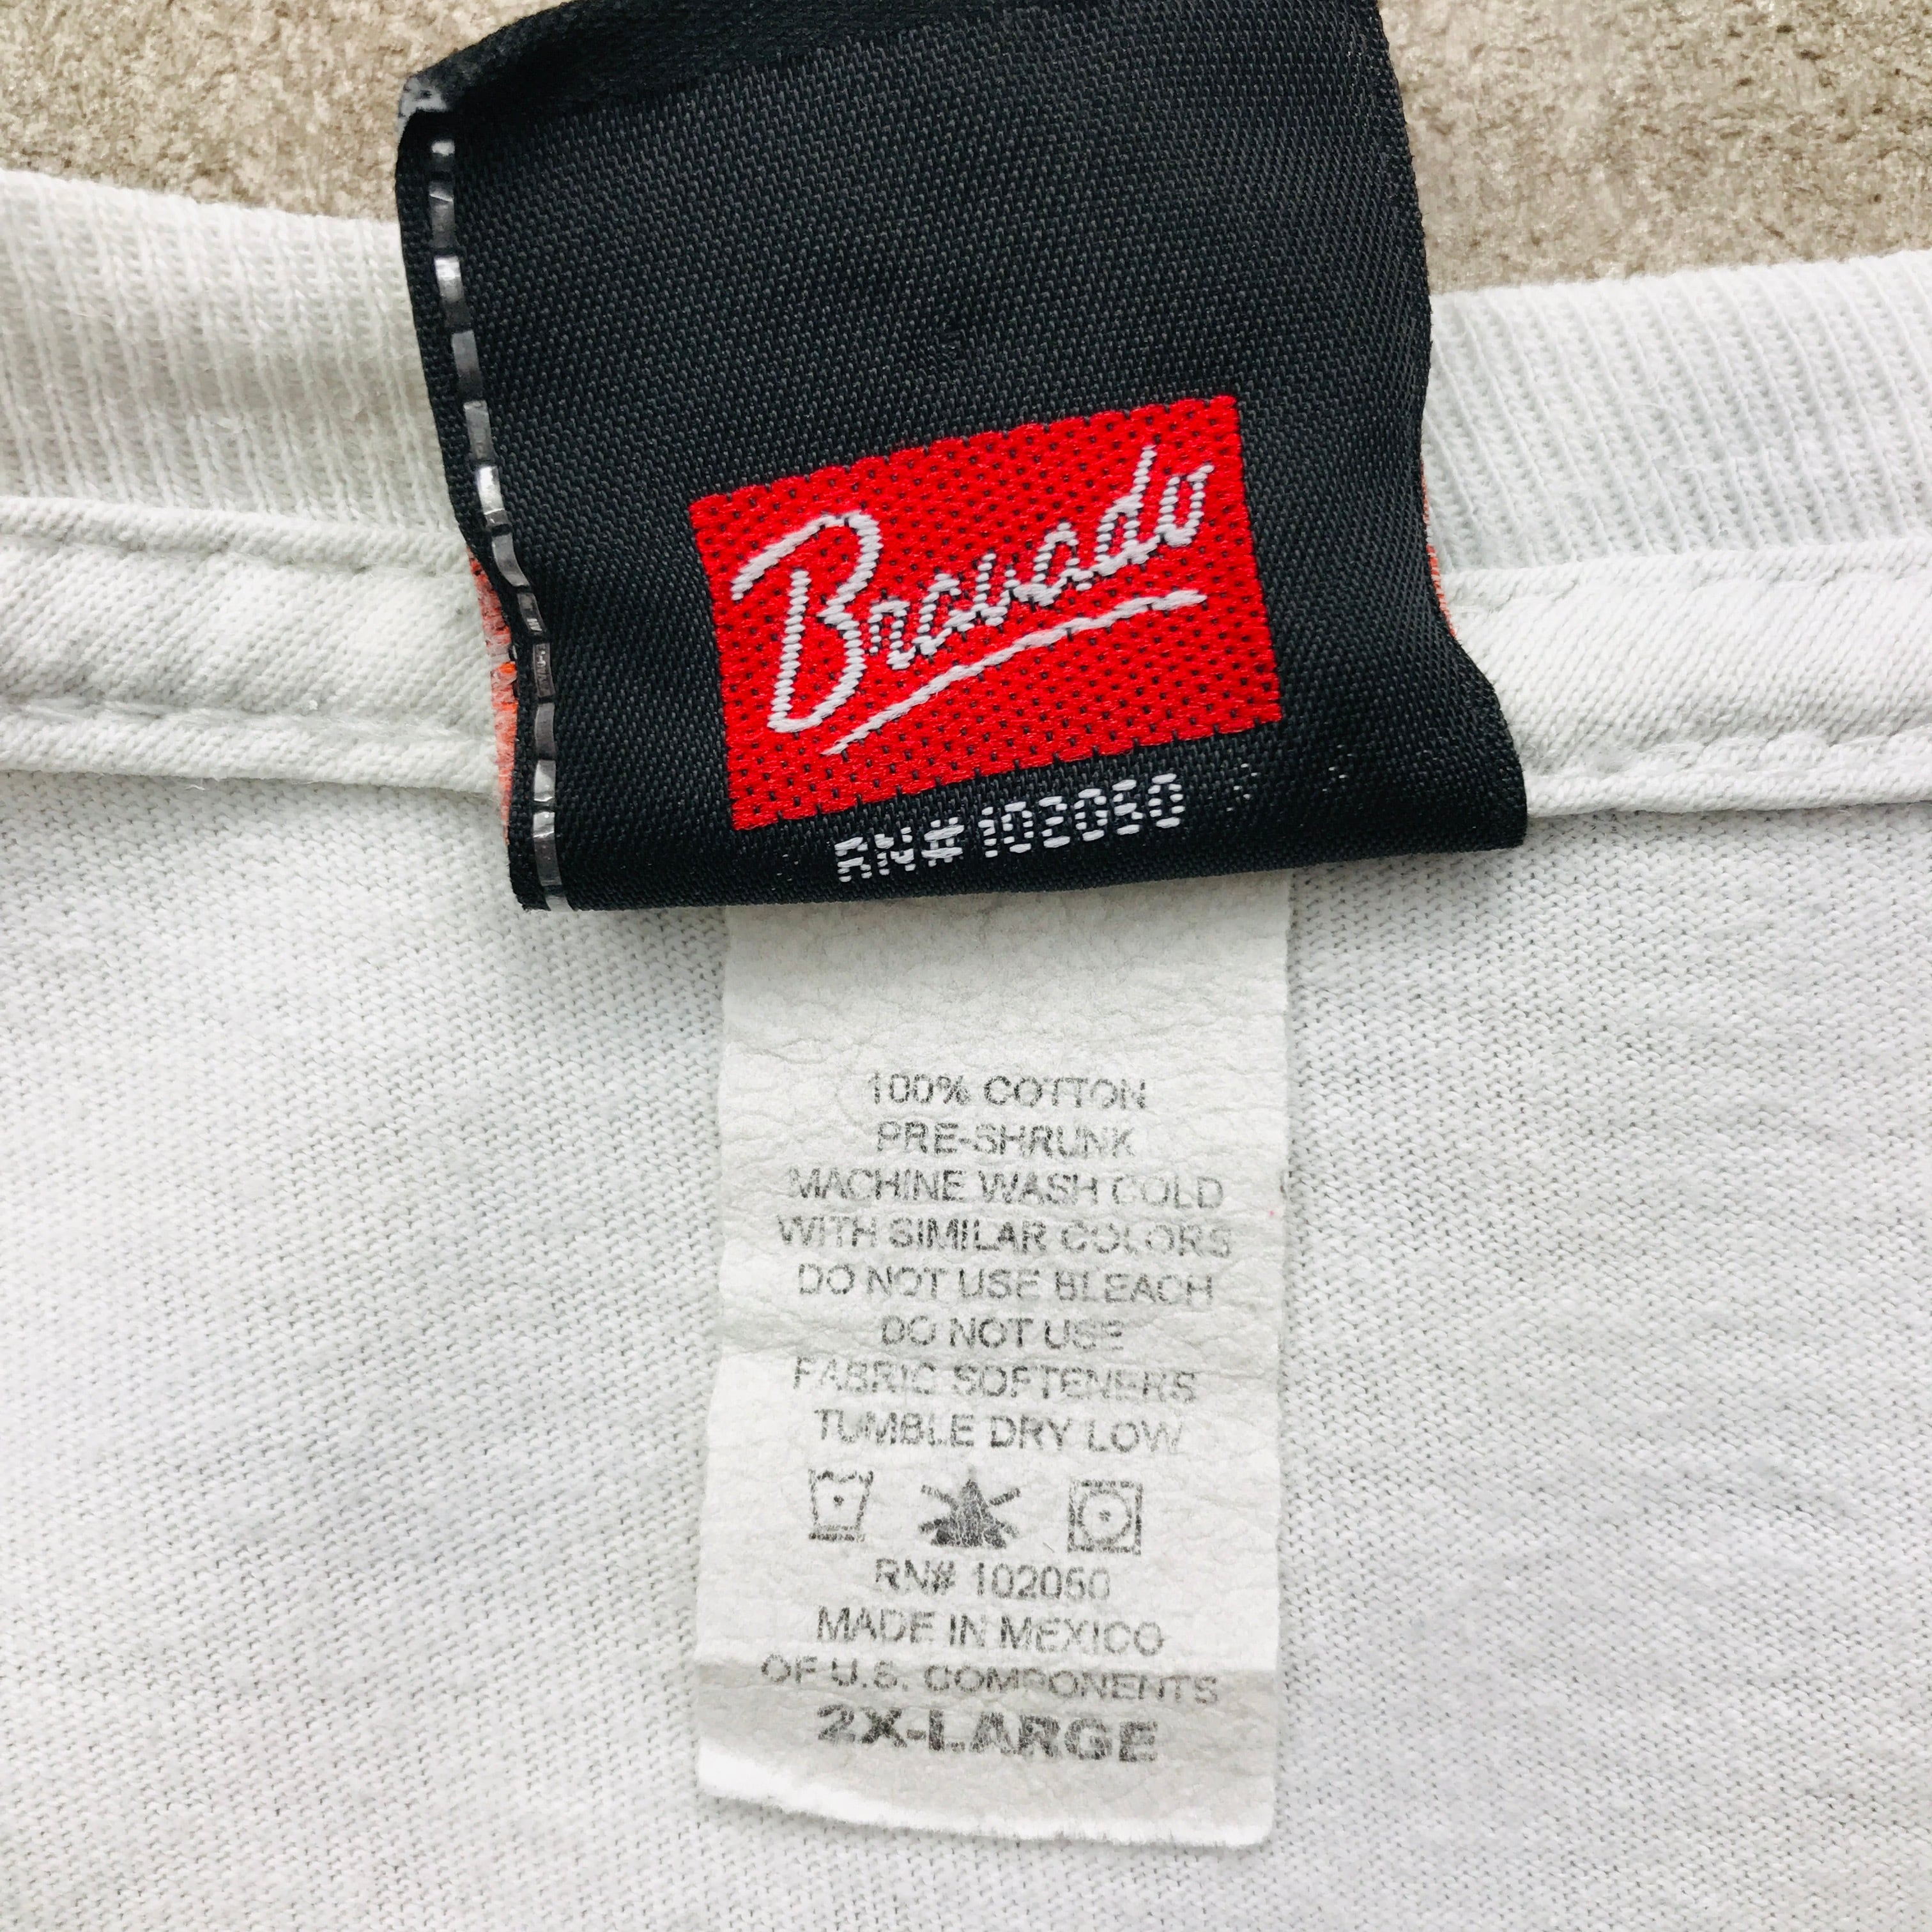 Bravado
RN#102050
100% COTTON
PRE-SHRUNK
MACHINE WASH COLD
WITH SIMILAR COLORS
DO NOT USE BLEACH
DO NOT USE
FABRIC SOFTENERS
TUMBLE DRY LOW
RN# 102050
MADE IN MEXICO
OF U.S. COMPONENTS
2X-LARGE